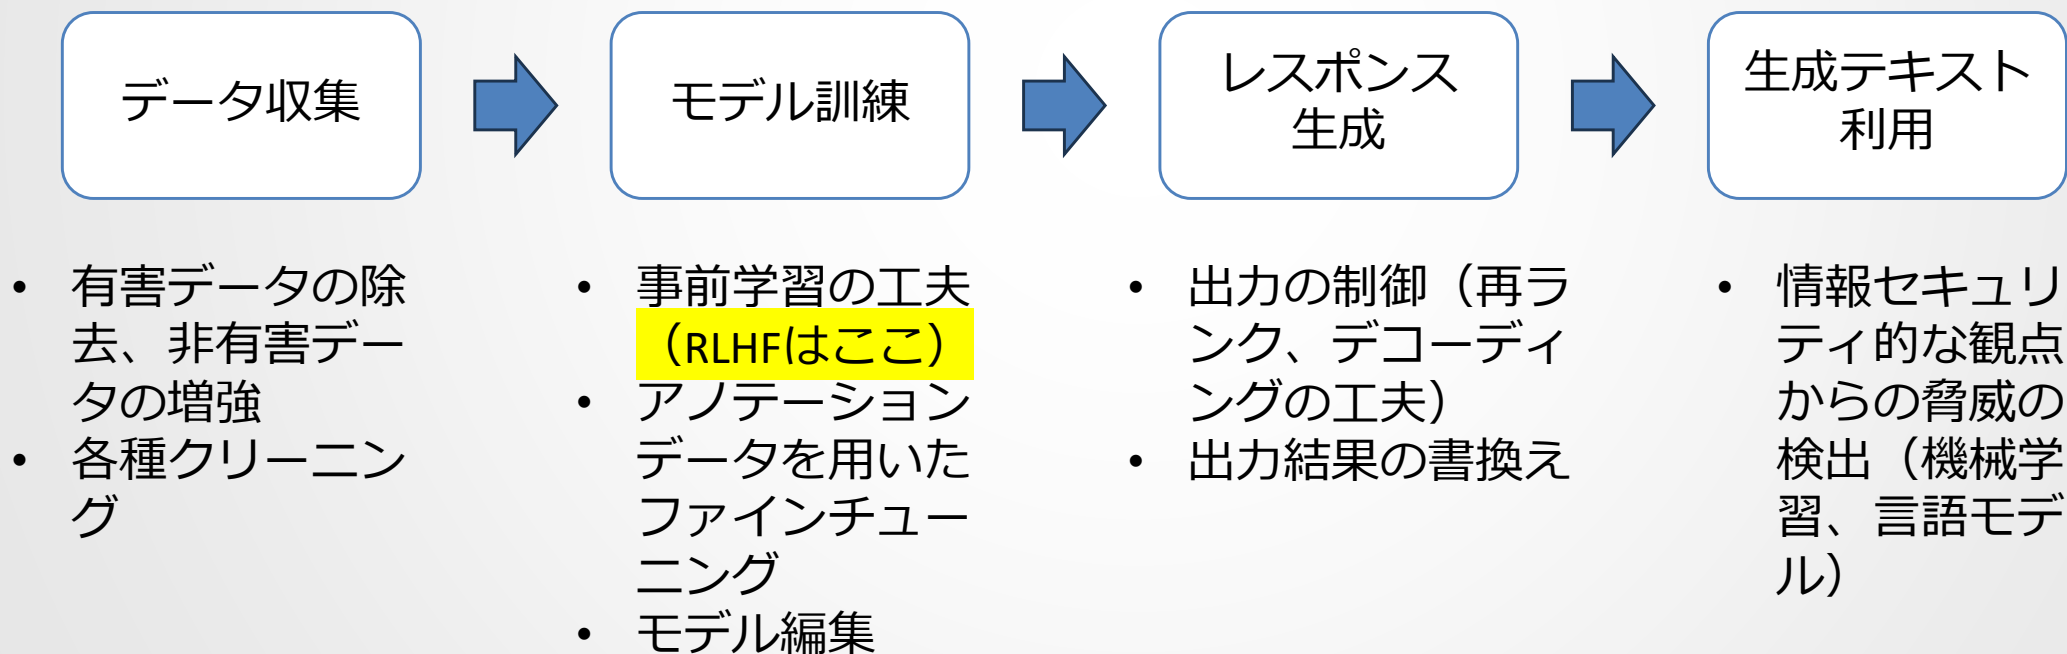 データ収集
モデル訓練
レスポンス
生成
生成テキスト
利用
• 有害データの除
去、非有害デー
タの増強
• 各種クリーニン
グ
• 事前学習の工夫
（RLHFはここ）
• アノテーション
データを用いた
ファインチュー
ニング
• モデル編集
• 出力の制御（再ラ
ンク、デコーディ
ングの工夫）
• 出力結果の書換え
• 情報セキュリ
ティ的な観点
からの脅威の
検出（機械学
習、言語モデ
ル）